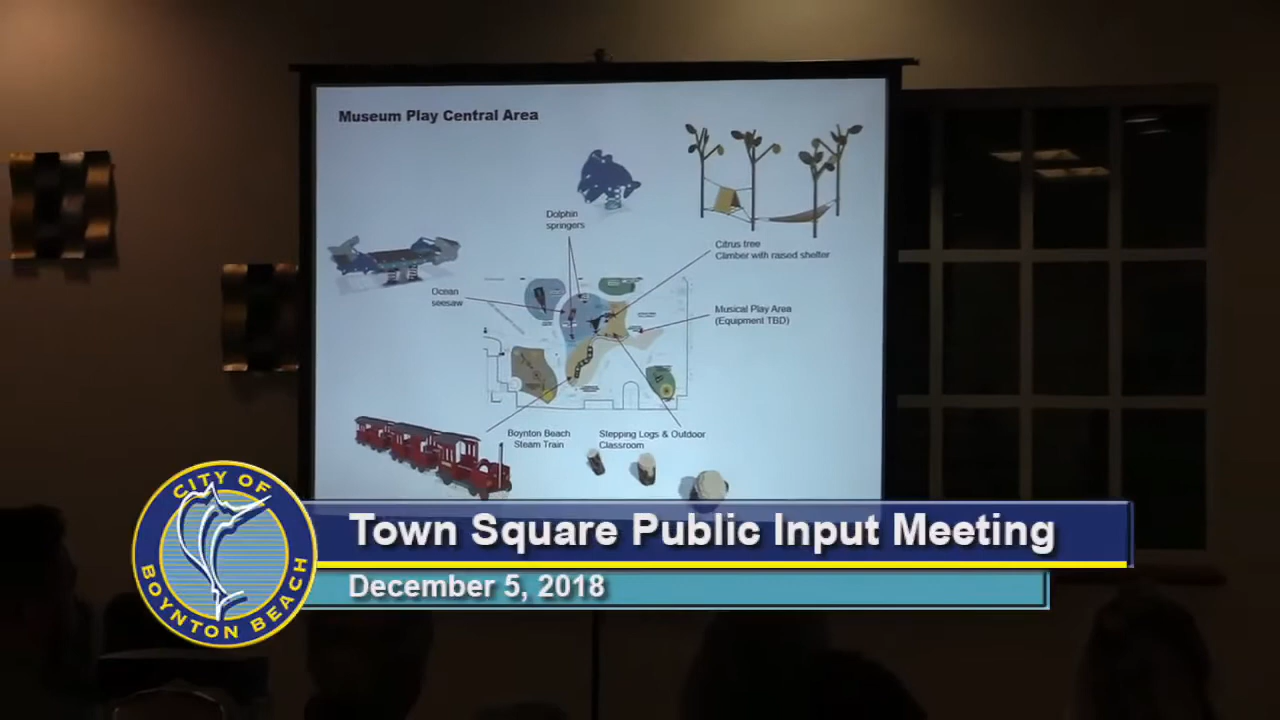 Museum Play Central Area
Dolphin
springers
Citrus tree
Climber with raised shelter
Ocean
seesaw
Musical Play Area
(Equipment TBD)
Boynton Beach
Steam Train
Stepping Logs & Outdoor
Classroom
CITY OF
BOYNTON BEACH
Town Square Public Input Meeting
December 5, 2018